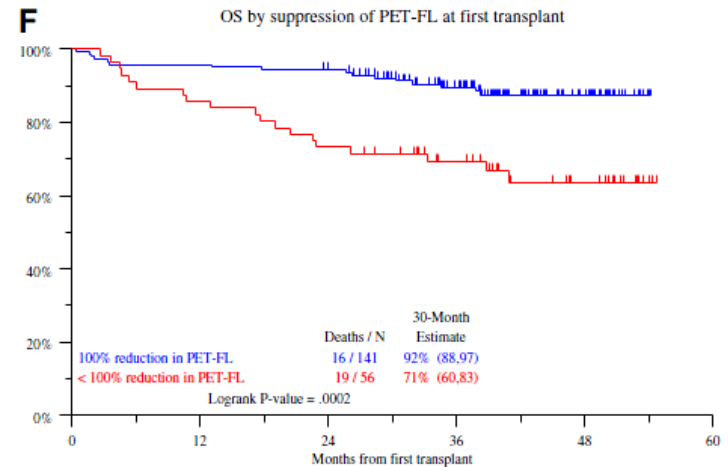 F
OS by suppression of PET-FL at first transplant
100%
80%
60%
40%
20%
0%
30-Month
Deaths / N Estimate
100% reduction in PET-FL 16 / 141 92% (88,97)
< 100% reduction in PET-FL 19 / 56 71% (60,83)
Logrank P-value = .0002
0 12 24 36 48 60
Months from first transplant